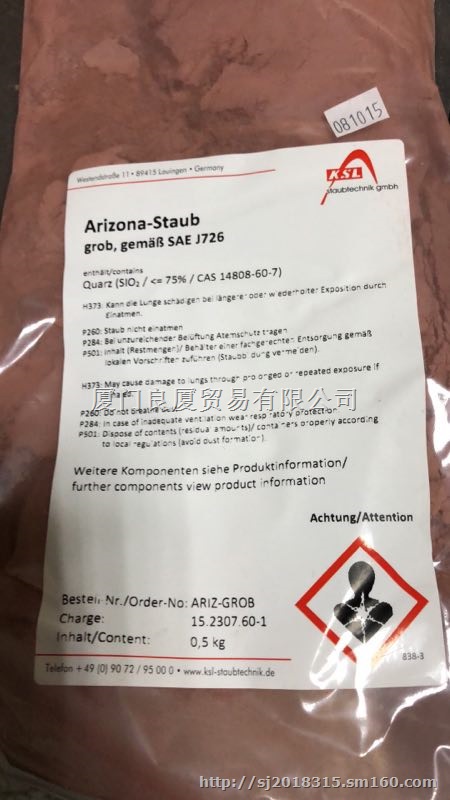 081015
Westendstraße 11 • 89415 Lauingen • Germany
KSL
staubtechnik gmbh
Arizona-Staub
grob, gemäß SAE J726
enthält/contains
Quarz (SIO₂ / <= 75% / CAS 14808-60-7)
H373: Kann die Lunge schädigen bei längerer oder wiederholter Exposition durch
Einatmen.
P260: Staub nicht einatmen
P284: Bei unzureichender Belüftung Atemschutz tragen
P501: Inhalt (Restmengen)/ Behälter einer fachgerechten Entsorgung gemäß
lokalen Vorschriften zuführen (Staubbildung vermeiden).
H373: May cause damage to lungs through prolonged or repeated exposure if
inhaled.
厦门良厦贸易有限公司
P260: Do not breathe dust
P284: In case of inadequate ventilation wear respiratory protection.
P501: Dispose of contents (residual amounts)/ containers properly according
to local regulations (avoid dust formation).
Weitere Komponenten siehe Produktinformation/
further components view product information
Achtung/Attention
Bestell-Nr./Order-No: ARIZ-GROB
Charge: 15.2307.60-1
Inhalt/Content: 0,5 kg
838-3
Telefon +49 (0) 90 72 / 95 00 0 • www.ksl-staubtechnik.de
http://sj2018315.sm160.com/